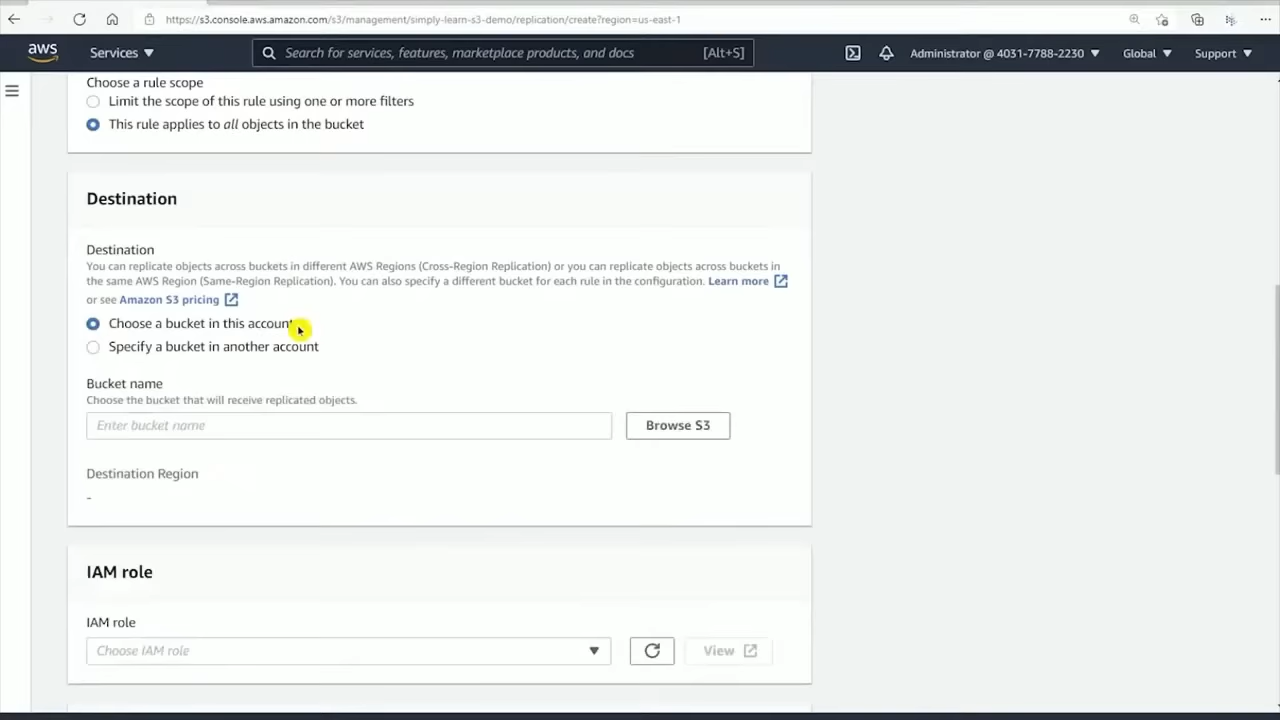 https://s3.console.aws.amazon.com/s3/management/simply-learn-s3-demo/replication/create?region=us-east-1
aws
Services
Search for services, features, marketplace products, and docs
[Alt+S]
Administrator @ 4031-7788-2230
Global
Support
Choose a rule scope
Limit the scope of this rule using one or more filters
This rule applies to all objects in the bucket
Destination
Destination
You can replicate objects across buckets in different AWS Regions (Cross-Region Replication) or you can replicate objects across buckets in
the same AWS Region (Same-Region Replication). You can also specify a different bucket for each rule in the configuration. Learn more
or see Amazon S3 pricing
Choose a bucket in this account
Specify a bucket in another account
Bucket name
Choose the bucket that will receive replicated objects.
Enter bucket name
Browse S3
Destination Region
-
IAM role
IAM role
Choose IAM role
View